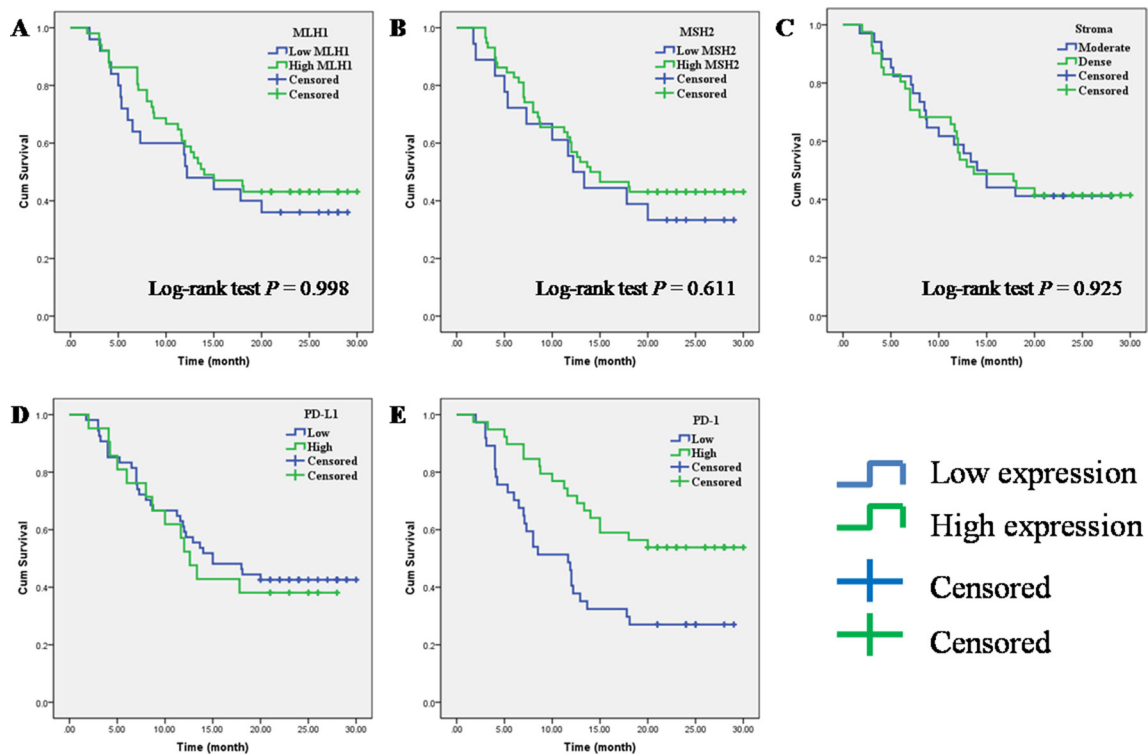 A
MLH1
Low MLH1
High MLH1
Censored
Censored
Cum Survival
1.0
0.8
0.6
0.4
0.2
0.0
Log-rank test P = 0.998
.00 5.00 10.00 15.00 20.00 25.00 30.00
Time (month)
B
MSH2
Low MSH2
High MSH2
Censored
Censored
Cum Survival
1.0
0.8
0.6
0.4
0.2
0.0
Log-rank test P = 0.611
.00 5.00 10.00 15.00 20.00 25.00 30.00
Time (month)
C
Stroma
Moderate
Dense
Censored
Censored
Cum Survival
1.0
0.8
0.6
0.4
0.2
0.0
Log-rank test P = 0.925
.00 5.00 10.00 15.00 20.00 25.00 30.00
Time (month)
D
PD-L1
Low
High
Censored
Censored
Cum Survival
1.0
0.8
0.6
0.4
0.2
0.0
.00 5.00 10.00 15.00 20.00 25.00 30.00
Time (month)
E
PD-1
Low
High
Censored
Censored
Cum Survival
1.0
0.8
0.6
0.4
0.2
0.0
.00 5.00 10.00 15.00 20.00 25.00 30.00
Time (month)
Low expression
High expression
Censored
Censored